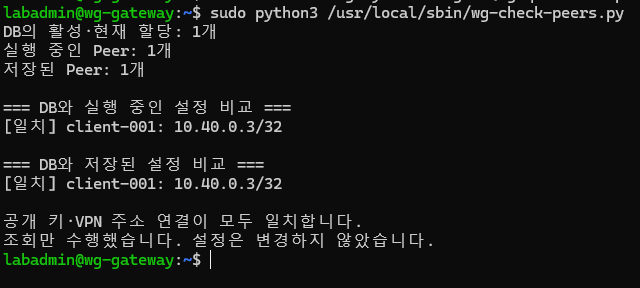 labadmin@wg-gateway:~$ sudo python3 /usr/local/sbin/wg-check-peers.py
DB의 활성·현재 할당: 1개
실행 중인 Peer: 1개
저장된 Peer: 1개
=== DB와 실행 중인 설정 비교 ===
[일치] client-001: 10.40.0.3/32
=== DB와 저장된 설정 비교 ===
[일치] client-001: 10.40.0.3/32
공개 키·VPN 주소 연결이 모두 일치합니다.
조회만 수행했습니다. 설정은 변경하지 않았습니다.
labadmin@wg-gateway:~$